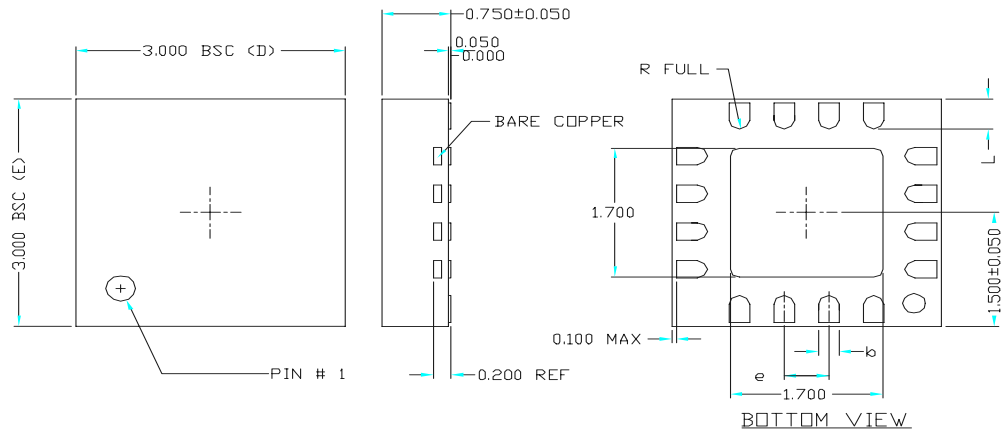 0.750±0.050
3.000 BSC (D)
0.050
0.000
R FULL
BARE COPPER
3.000 BSC (E)
L
1.700
1.500±0.050
0.100 MAX
b
PIN # 1
0.200 REF
e
1.700
BOTTOM VIEW